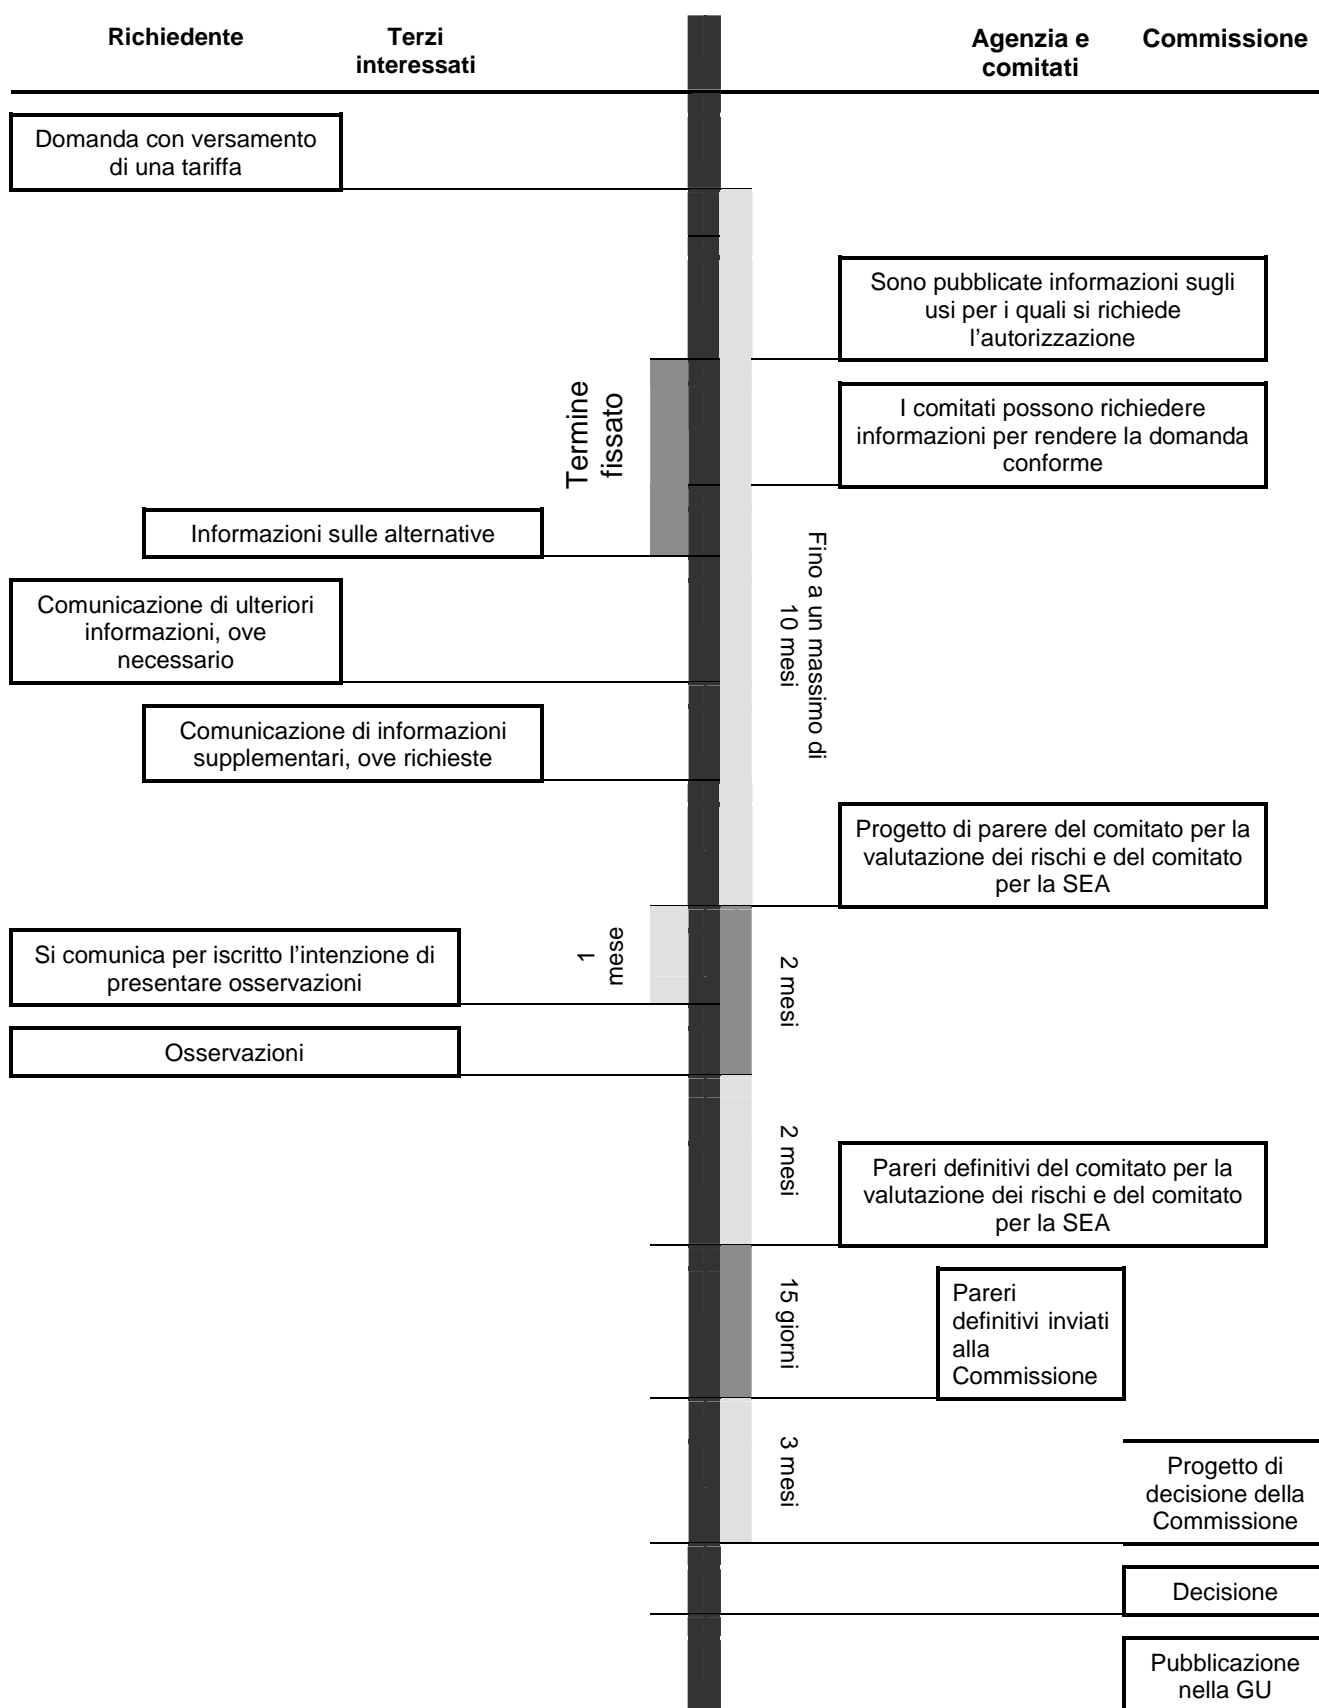 Richiedente
Terzi
interessati
Agenzia e
comitati
Commissione
Domanda con versamento
di una tariffa
Sono pubblicate informazioni sugli
usi per i quali si richiede
l’autorizzazione
Termine
fissato
I comitati possono richiedere
informazioni per rendere la domanda
conforme
Informazioni sulle alternative
Fino a un massimo di
10 mesi
Comunicazione di ulteriori
informazioni, ove
necessario
Comunicazione di informazioni
supplementari, ove richieste
Progetto di parere del comitato per la
valutazione dei rischi e del comitato
per la SEA
1
mese
Si comunica per iscritto l’intenzione di
presentare osservazioni
2 mesi
Osservazioni
2 mesi
Pareri definitivi del comitato per la
valutazione dei rischi e del comitato
per la SEA
15 giorni
Pareri
definitivi inviati
alla
Commissione
3 mesi
Progetto di
decisione della
Commissione
Decisione
Pubblicazione
nella GU